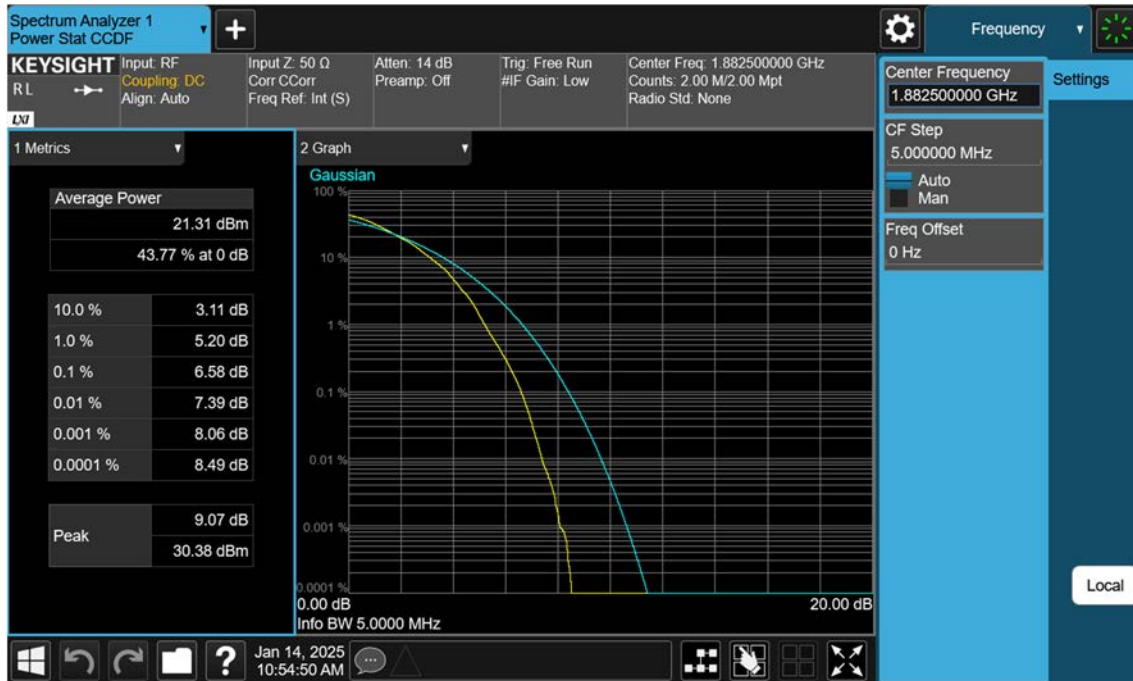 Spectrum Analyzer 1
Power Stat CCDF
Frequency
KEYSIGHT
RL
LXI
Input: RF
Coupling: DC
Align: Auto
Input Z: 50 Ω
Corr CCorr
Freq Ref: Int (S)
Atten: 14 dB
Preamp: Off
Trig: Free Run
#IF Gain: Low
Center Freq: 1.882500000 GHz
Counts: 2.00 M/2.00 Mpt
Radio Std: None
Center Frequency
1.882500000 GHz
Settings
CF Step
5.000000 MHz
Auto
Man
Freq Offset
0 Hz
1 Metrics
Average Power
21.31 dBm
43.77 % at 0 dB
10.0 % 3.11 dB
1.0 % 5.20 dB
0.1 % 6.58 dB
0.01 % 7.39 dB
0.001 % 8.06 dB
0.0001 % 8.49 dB
Peak
9.07 dB
30.38 dBm
2 Graph
Gaussian
100 %
10 %
1 %
0.1 %
0.01 %
0.001 %
0.0001 %
0.00 dB 20.00 dB
Info BW 5.0000 MHz
Local
?
Jan 14, 2025
10:54:50 AM